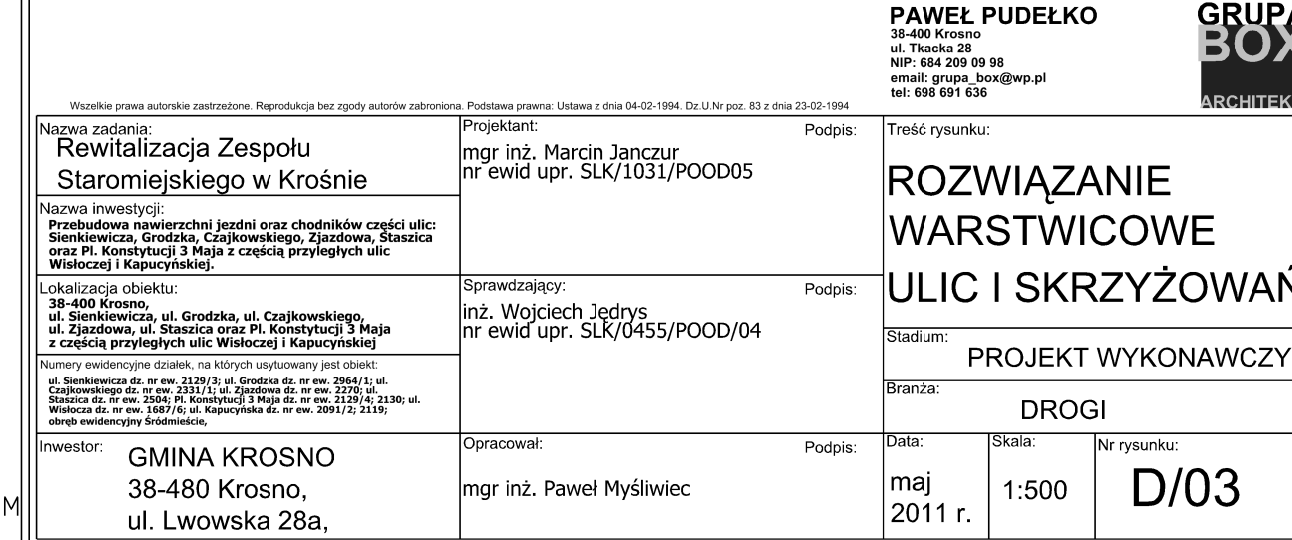 PAWEŁ PUDEŁKO
38-400 Krosno
ul. Tkacka 28
NIP: 684 209 09 98
email: grupa_box@wp.pl
tel: 698 691 636
GRUPA
BOX
ARCHITEK
Wszelkie prawa autorskie zastrzeżone. Reprodukcja bez zgody autorów zabroniona. Podstawa prawna: Ustawa z dnia 04-02-1994. Dz.U.Nr poz. 83 z dnia 23-02-1994
Nazwa zadania:
Rewitalizacja Zespołu
Staromiejskiego w Krośnie
Nazwa inwestycji:
Przebudowa nawierzchni jezdni oraz chodników części ulic:
Sienkiewicza, Grodzka, Czajkowskiego, Zjazdowa, Staszica
oraz Pl. Konstytucji 3 Maja z częścią przyległych ulic
Wisłoczej i Kapucyńskiej.
Lokalizacja obiektu:
38-400 Krosno,
ul. Sienkiewicza, ul. Grodzka, ul. Czajkowskiego,
ul. Zjazdowa, ul. Staszica oraz Pl. Konstytucji 3 Maja
z częścią przyległych ulic Wisłoczej i Kapucyńskiej
Numery ewidencyjne działek, na których usytuowany jest obiekt:
ul. Sienkiewicza dz. nr ew. 2129/3; ul. Grodzka dz. nr ew. 2964/1; ul.
Czajkowskiego dz. nr ew. 2331/1; ul. Zjazdowa dz. nr ew. 2270; ul.
Staszica dz. nr ew. 2504; Pl. Konstytucji 3 Maja dz. nr ew. 2129/4; 2130; ul.
Wisłocza dz. nr ew. 1687/6; ul. Kapucyńska dz. nr ew. 2091/2; 2119;
obręb ewidencyjny Śródmieście,
Inwestor:
GMINA KROSNO
38-480 Krosno,
ul. Lwowska 28a,
Projektant:
Podpis:
mgr inż. Marcin Janczur
nr ewid upr. SLK/1031/POOD05
Sprawdzający:
Podpis:
inż. Wojciech Jędrys
nr ewid upr. SLK/0455/POOD/04
Opracował:
Podpis:
mgr inż. Paweł Myśliwiec
Treść rysunku:
ROZWIĄZANIE
WARSTWICOWE
ULIC I SKRZYŻOWAŃ
Stadium:
PROJEKT WYKONAWCZY
Branża:
DROGI
Data:
maj
2011 r.
Skala:
1:500
Nr rysunku:
D/03
M